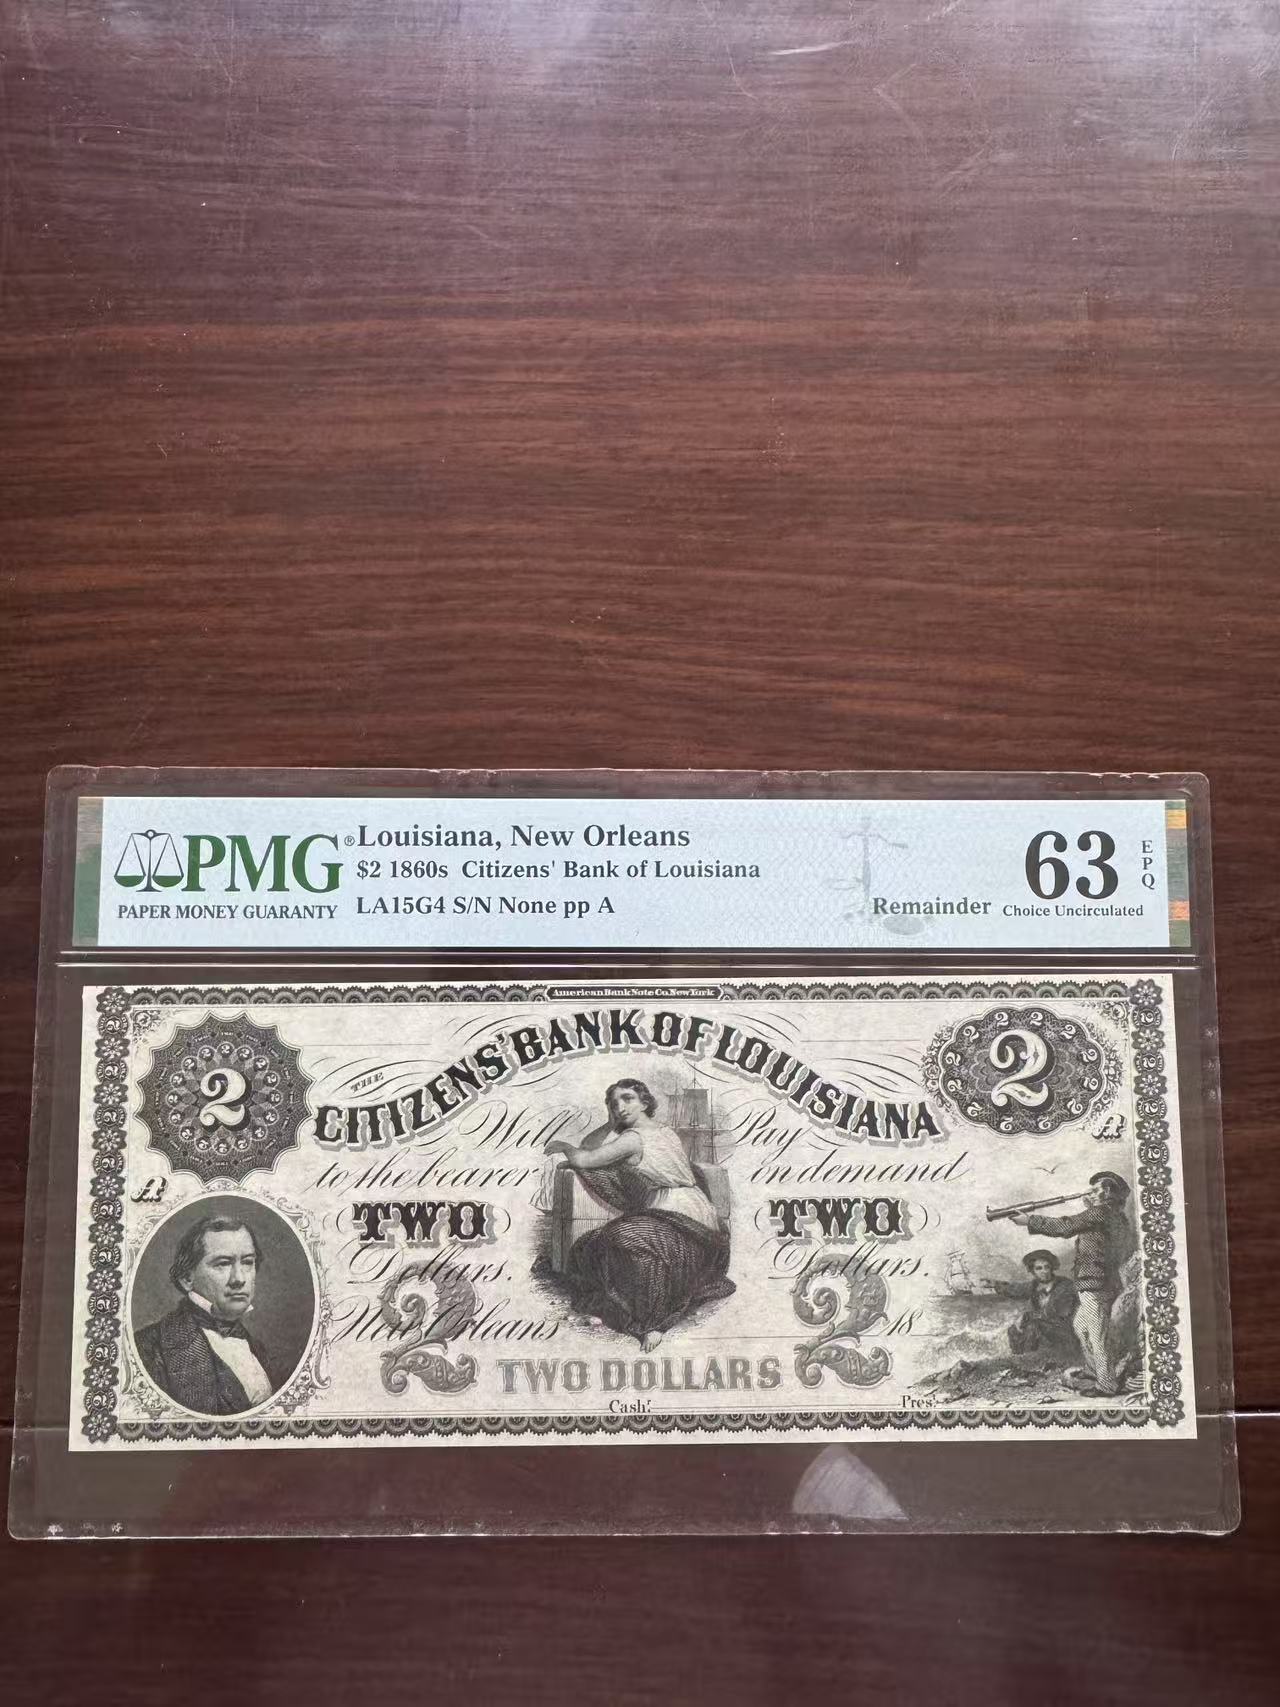 PMG®
PAPER MONEY GUARANTY
Louisiana, New Orleans
$2 1860s Citizens' Bank of Louisiana
LA15G4 S/N None pp A
Remainder
63
EPQ
Choice Uncirculated
American Bank Note Co. New York.
2
2
THE
CITIZENS' BANK OF LOUISIANA
A
Will Pay
A
to the bearer on demand
TWO TWO
Dollars. Dollars.
2
2
New Orleans 18
TWO DOLLARS
Cash.r
Pres.t